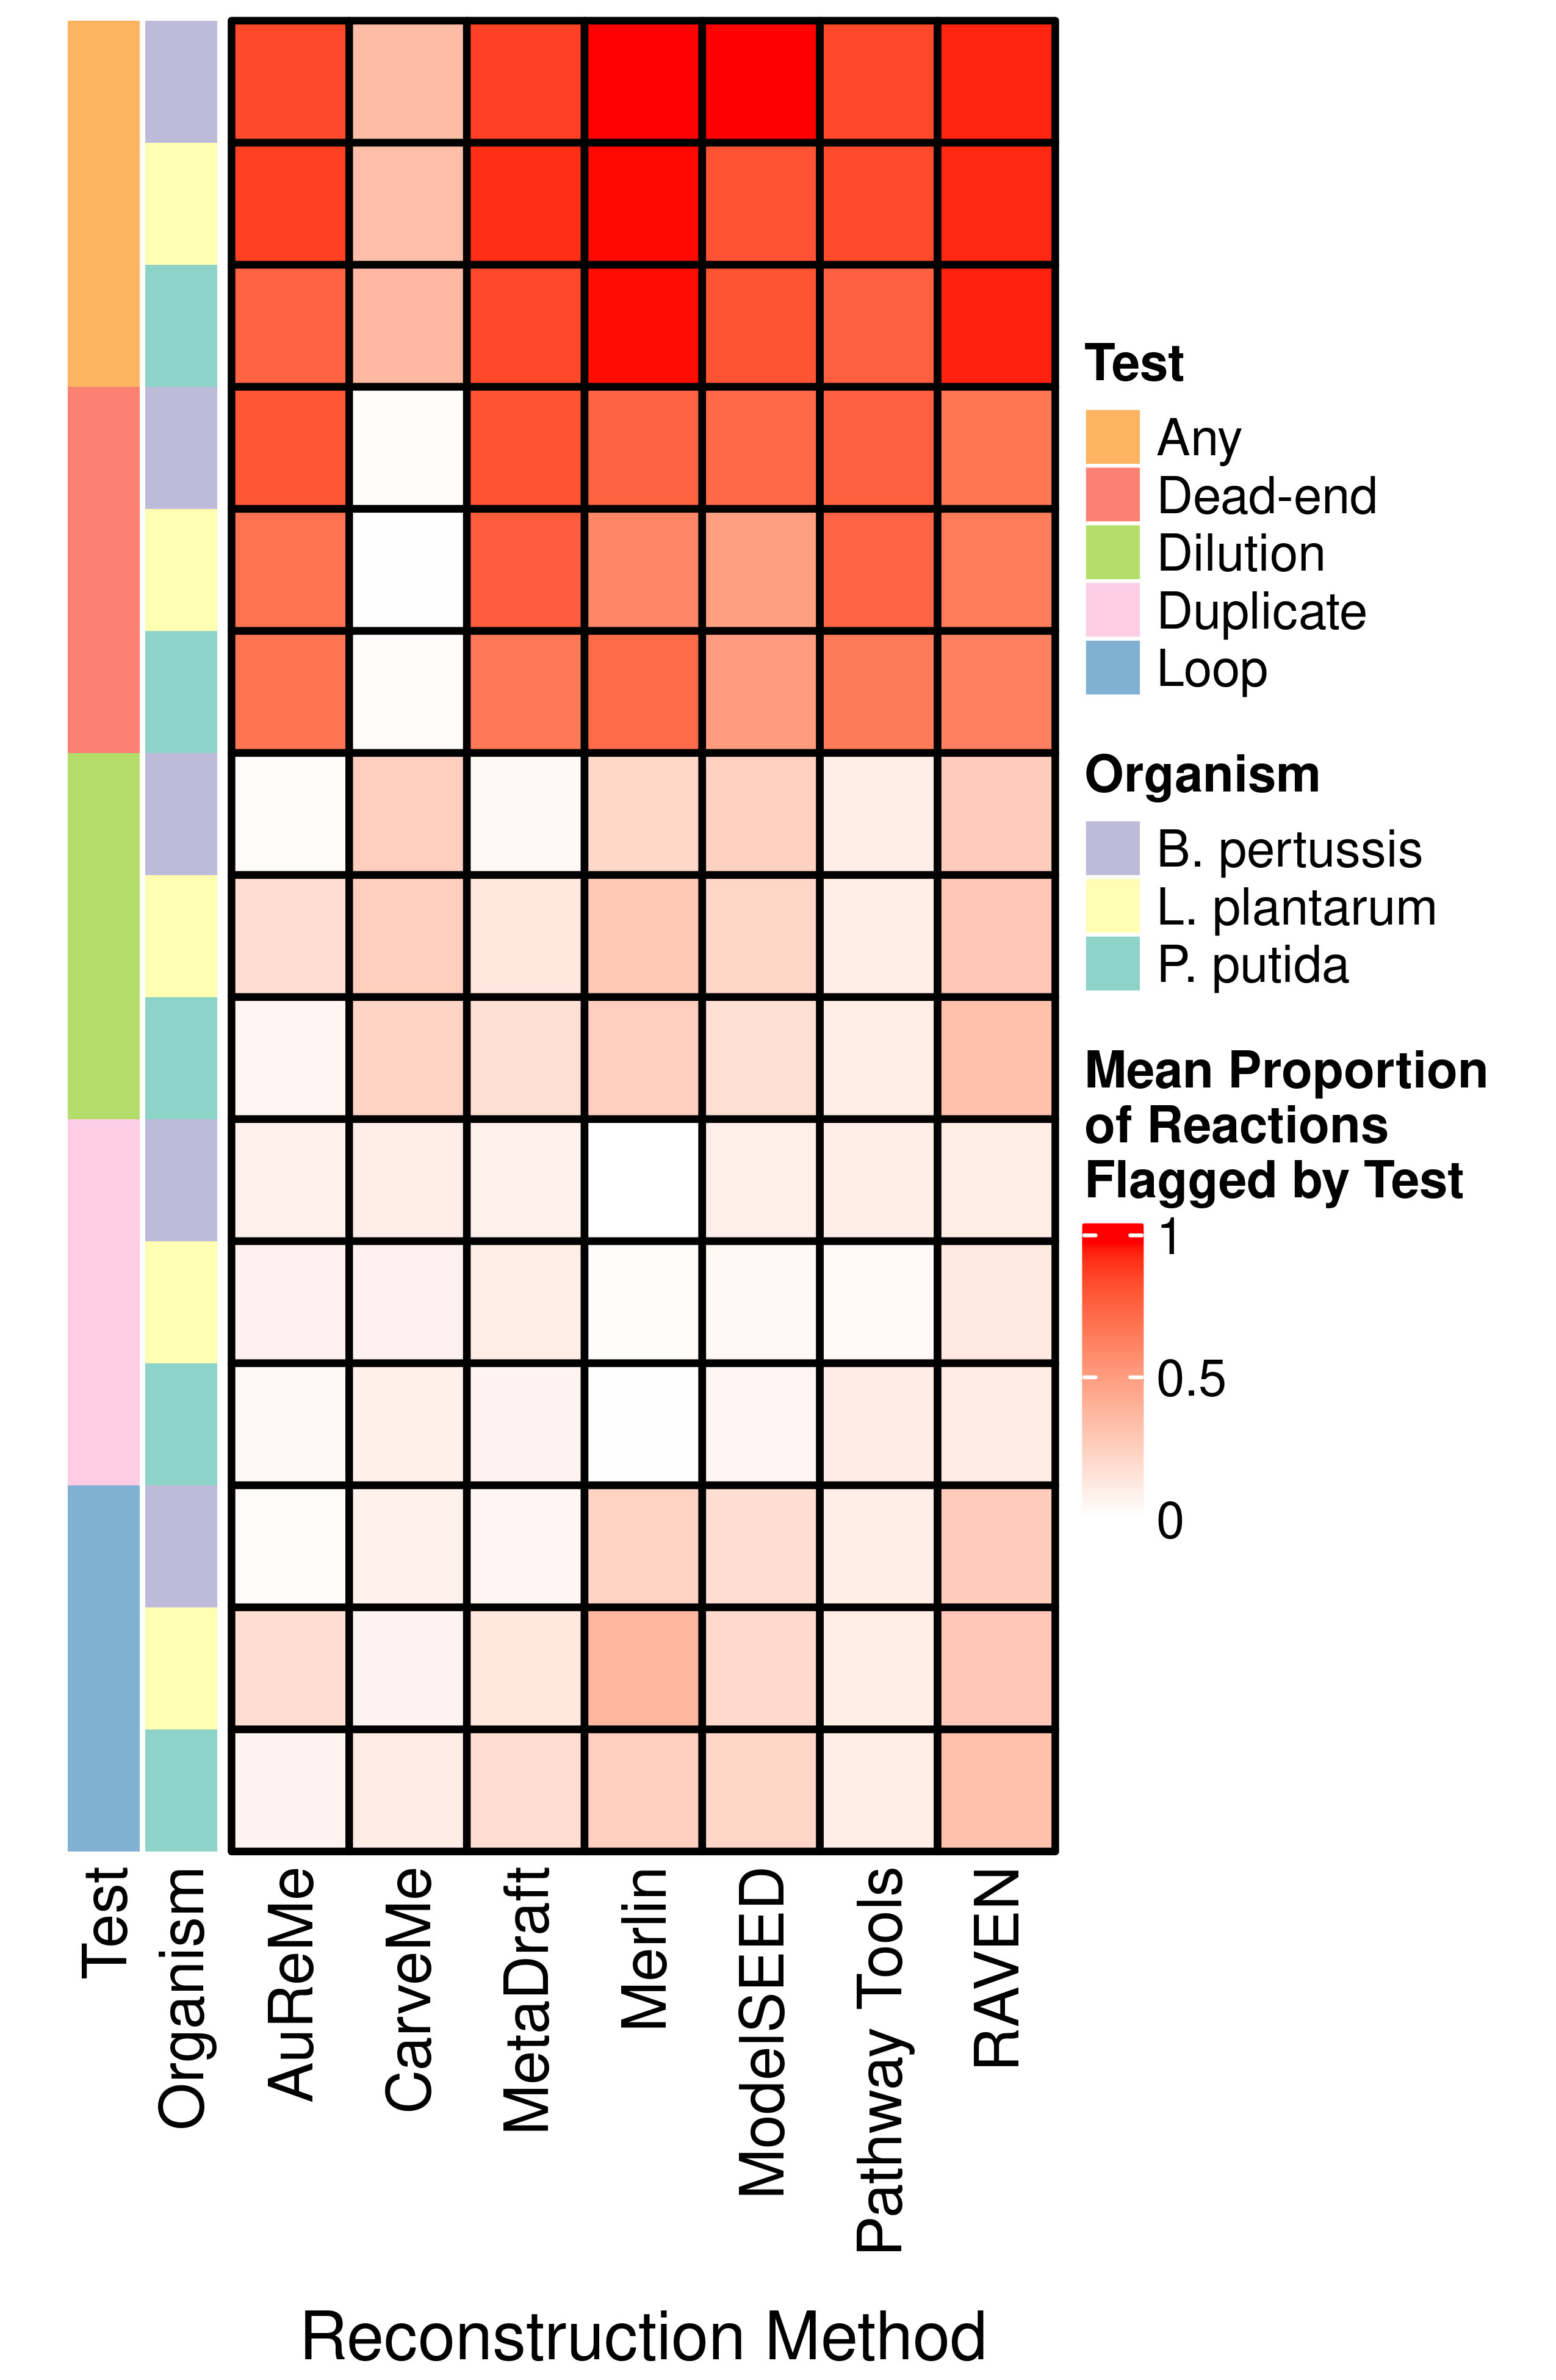 Test
Any
Dead-end
Dilution
Duplicate
Loop
Organism
B. pertussis
L. plantarum
P. putida
Mean Proportion
of Reactions
Flagged by Test
1
0.5
0
Test
Organism
AuReMe
CarveMe
MetaDraft
Merlin
ModelSEED
Pathway Tools
RAVEN
Reconstruction Method